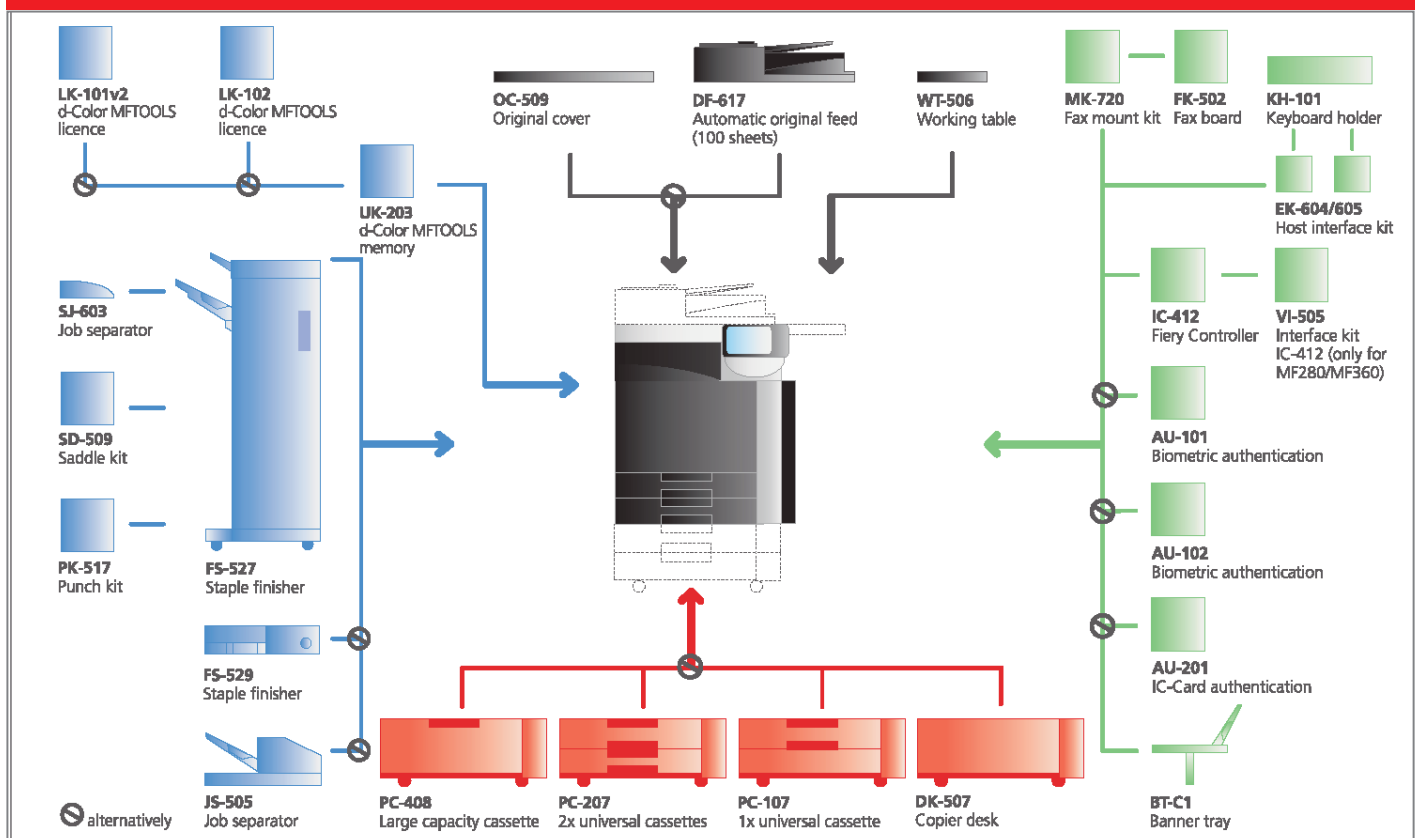 LK-101v2
d-Color MFTOOLS
licence
LK-102
d-Color MFTOOLS
licence
OC-509
Original cover
DF-617
Automatic original feed
(100 sheets)
WT-506
Working table
MK-720
Fax mount kit
FK-502
Fax board
KH-101
Keyboard holder
UK-203
d-Color MFTOOLS
memory
EK-604/605
Host interface kit
SJ-603
Job separator
IC-412
Fiery Controller
VI-505
Interface kit
IC-412 (only for
MF280/MF360)
SD-509
Saddle kit
AU-101
Biometric authentication
PK-517
Punch kit
FS-527
Staple finisher
AU-102
Biometric authentication
FS-529
Staple finisher
AU-201
IC-Card authentication
alternatively
JS-505
Job separator
PC-408
Large capacity cassette
PC-207
2x universal cassettes
PC-107
1x universal cassette
DK-507
Copier desk
BT-C1
Banner tray